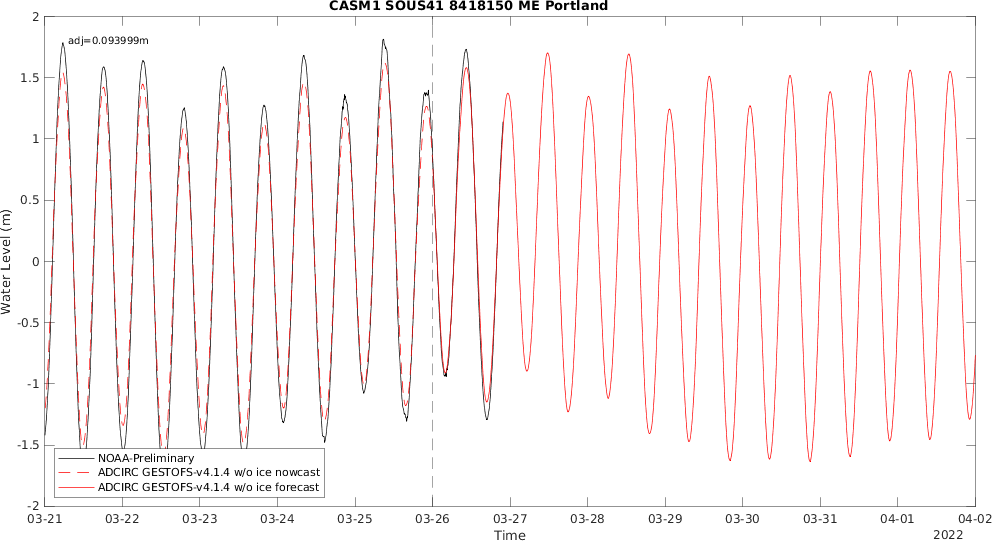 CASM1 SOUS41 8418150 ME Portland
adj=0.093999m
2
1.5
1
0.5
0
-0.5
-1
-1.5
-2
Water Level (m)
NOAA-Preliminary
ADCIRC GESTOFS-v4.1.4 w/o ice nowcast
ADCIRC GESTOFS-v4.1.4 w/o ice forecast
03-21 03-22 03-23 03-24 03-25 03-26 03-27 03-28 03-29 03-30 03-31 04-01 04-02
Time
2022